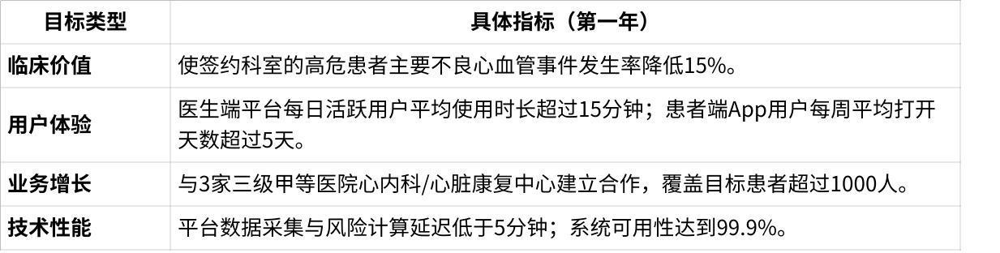 目标类型
具体指标（第一年）
临床价值
使签约科室的高危患者主要不良心血管事件发生率降低15%。
用户体验
医生端平台每日活跃用户平均使用时长超过15分钟；患者端App用户每周平均打开
天数超过5天。
业务增长
与3家三级甲等医院心内科/心脏康复中心建立合作，覆盖目标患者超过1000人。
技术性能
平台数据采集与风险计算延迟低于5分钟；系统可用性达到99.9%。